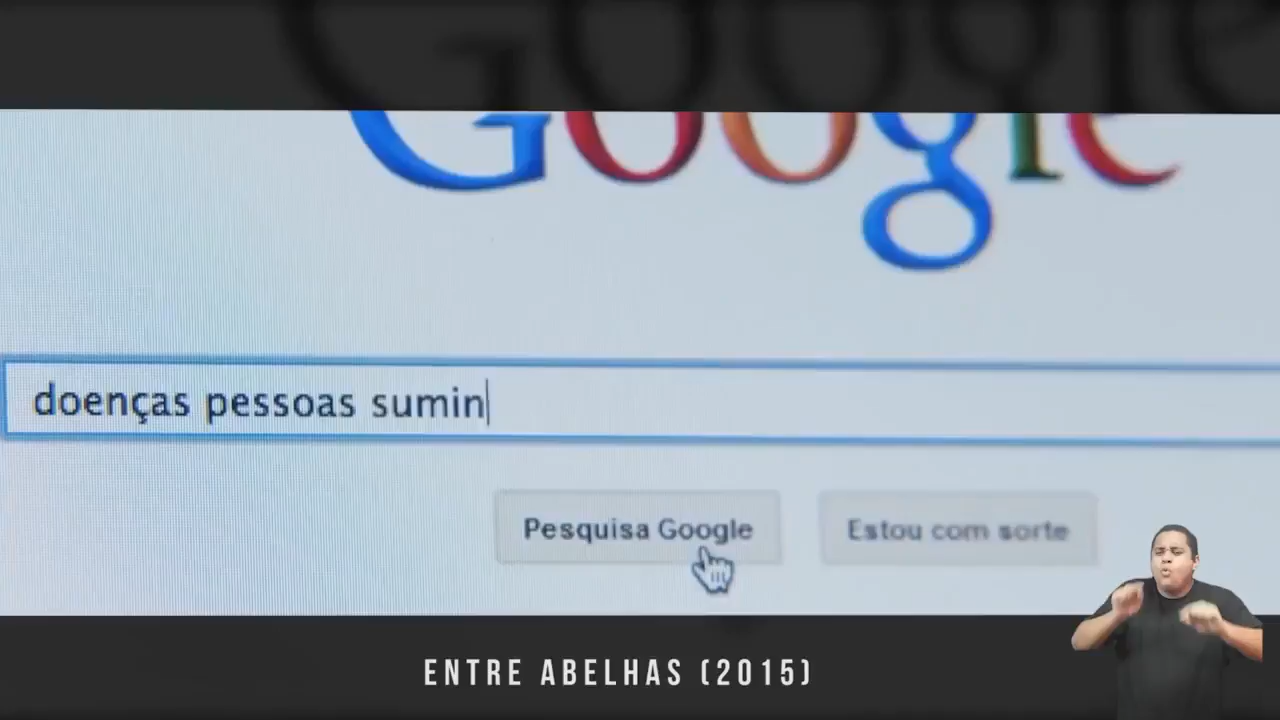 Google
doenças pessoas sumin
Pesquisa Google
Estou com sorte
ENTRE ABELHAS (2015)